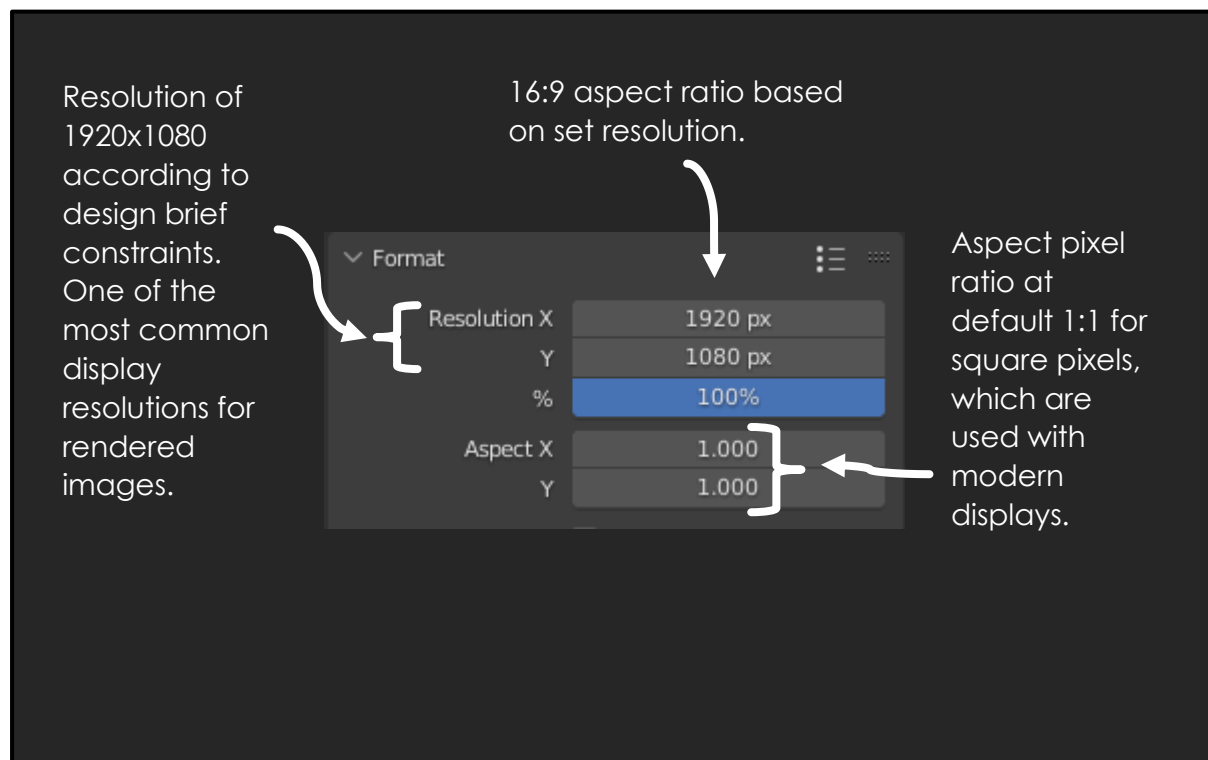 Resolution of
1920x1080
according to
design brief
constraints.
One of the
most common
display
resolutions for
rendered
images.
16:9 aspect ratio based
on set resolution.
Format
Resolution X 1920 px
Y 1080 px
% 100%
Aspect X 1.000
Y 1.000
Aspect pixel
ratio at
default 1:1 for
square pixels,
which are
used with
modern
displays.